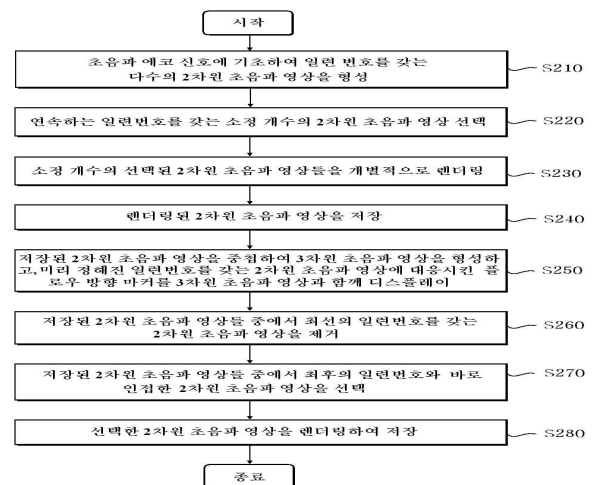 시작
초음파 에코 신호에 기초하여 일련 번호를 갖는
다수의 2차원 초음파 영상을 형성
S210
연속하는 일련번호를 갖는 소정 개수의 2차원 초음파 영상 선택
S220
소정 개수의 선택된 2차원 초음파 영상들을 개별적으로 렌더링
S230
렌더링된 2차원 초음파 영상을 저장
S240
저장된 2차원 초음파 영상을 중첩하여 3차원 초음파 영상을 형성하
고,미리 정해진 일련번호를 갖는 2차원 초음파 영상에 대응시킨 플
로우 방향 마커를 3차원 초음파 영상과 함께 디스플레이
S250
저장된 2차원 초음파 영상들 중에서 최선의 일련번호를 갖는
2차원 초음파 영상을 제거
S260
저장된 2차원 초음파 영상들 중에서 최후의 일련번호와 바로
인접한 2차원 초음파 영상을 선택
S270
선택한 2차원 초음파 영상을 렌더링하여 저장
S280
종료